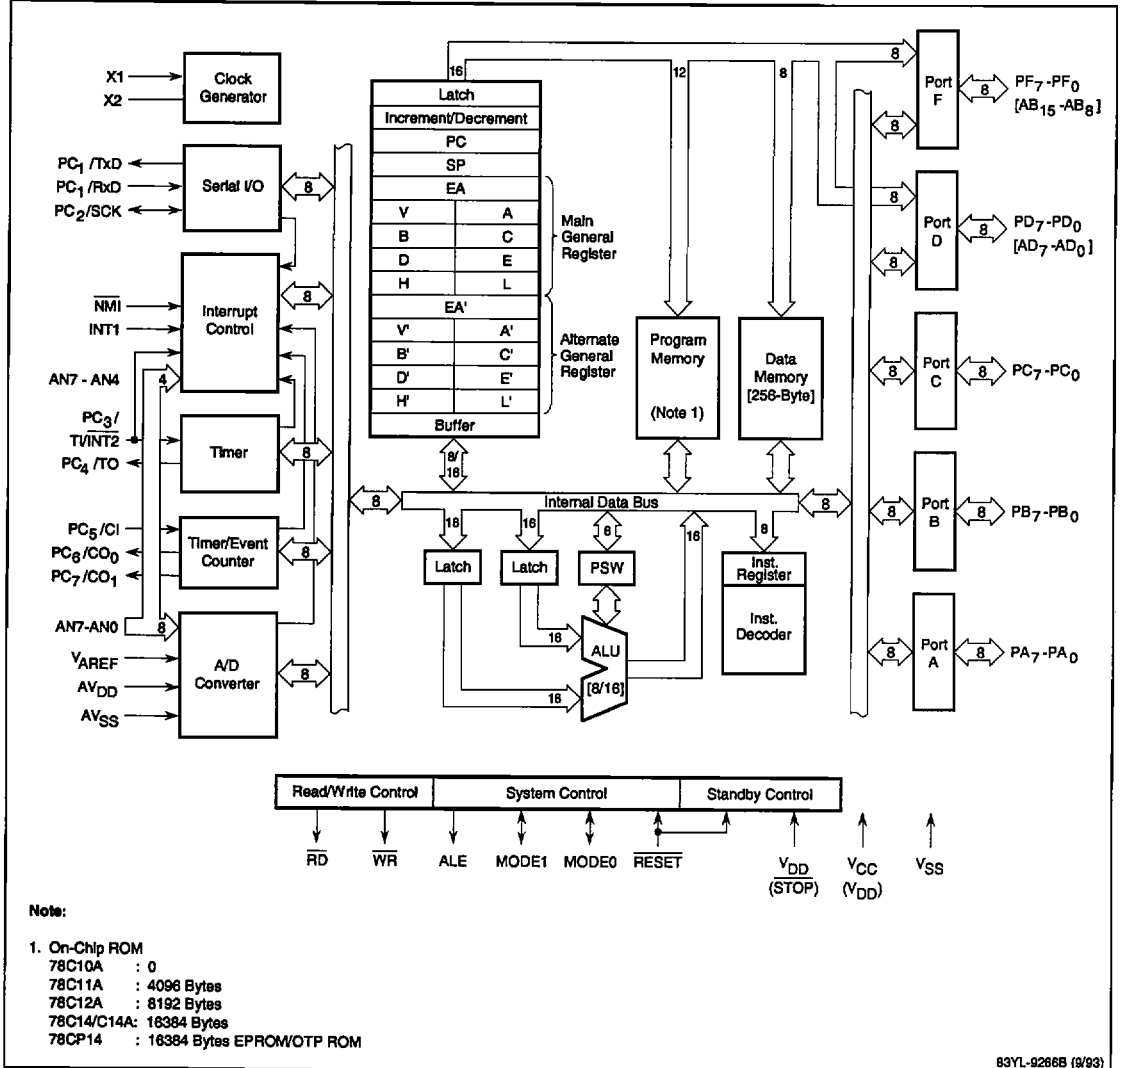 X1
X2
Clock
Generator
PC1/TxD
PC1/RxD
PC2/SCK
Serial I/O
8
NMI
INT1
AN7 - AN4
4
Interrupt
Control
8
PC3/
TI/INT2
PC4/TO
Timer
8
PC5/CI
PC6/CO0
PC7/CO1
Timer/Event
Counter
8
AN7-AN0
8
VAREF
AVDD
AVSS
A/D
Converter
8
16
Latch
Increment/Decrement
PC
SP
EA
V A
B C
D E
H L
EA'
V' A'
B' C'
D' E'
H' L'
Buffer
Main
General
Register
Alternate
General
Register
8/
16
12
8
Program
Memory
(Note 1)
Data
Memory
[256-Byte]
8
Internal Data Bus
8
16
16
6
16
8
Latch
Latch
PSW
Inst.
Register
Inst.
Decoder
16
16
ALU
[8/16]
8
8
Port
F
8
PF7-PF0
[AB15-AB8]
8
8
Port
D
8
PD7-PD0
[AD7-AD0]
8
Port
C
8
PC7-PC0
8
Port
B
8
PB7-PB0
8
Port
A
8
PA7-PA0
Read/Write Control
System Control
Standby Control
RD
WR
ALE
MODE1
MODE0
RESET
VDD
(STOP)
VCC
(VDD)
VSS
Note:
1. On-Chip ROM
78C10A : 0
78C11A : 4096 Bytes
78C12A : 8192 Bytes
78C14/C14A: 16384 Bytes
78CP14 : 16384 Bytes EPROM/OTP ROM
83YL-9266B (9/93)